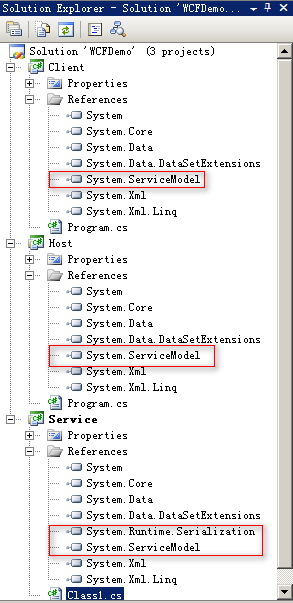 Solution Explorer - Solution 'WCFDemo...
Solution 'WCFDemo' (3 projects)
Client
Properties
References
System
System.Core
System.Data
System.Data.DataSetExtensions
System.ServiceModel
System.Xml
System.Xml.Linq
Program.cs
Host
Properties
References
System
System.Core
System.Data
System.Data.DataSetExtensions
System.ServiceModel
System.Xml
System.Xml.Linq
Program.cs
Service
Properties
References
System
System.Core
System.Data
System.Data.DataSetExtensions
System.Runtime.Serialization
System.ServiceModel
System.Xml
System.Xml.Linq
Class1.cs